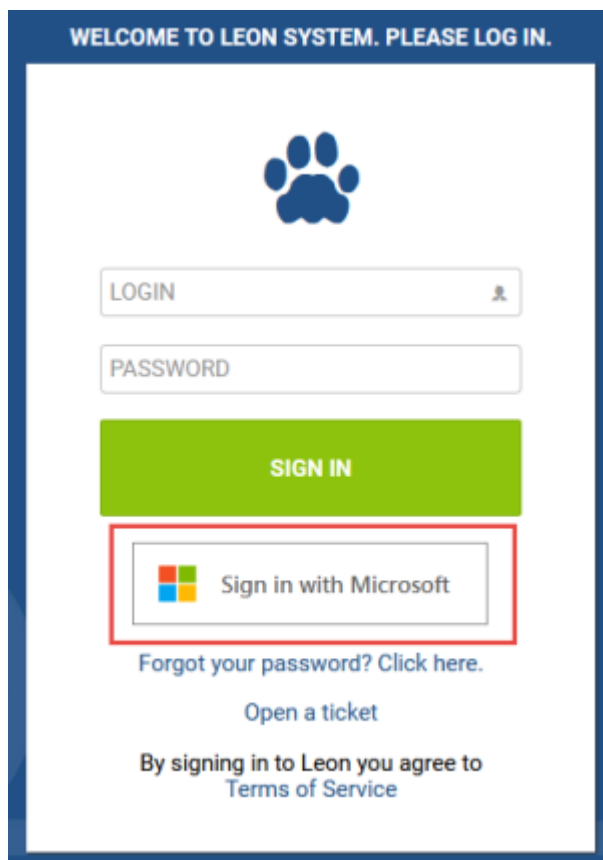 WELCOME TO LEON SYSTEM. PLEASE LOG IN.
LOGIN
PASSWORD
SIGN IN
Sign in with Microsoft
Forgot your password? Click here.
Open a ticket
By signing in to Leon you agree to
Terms of Service